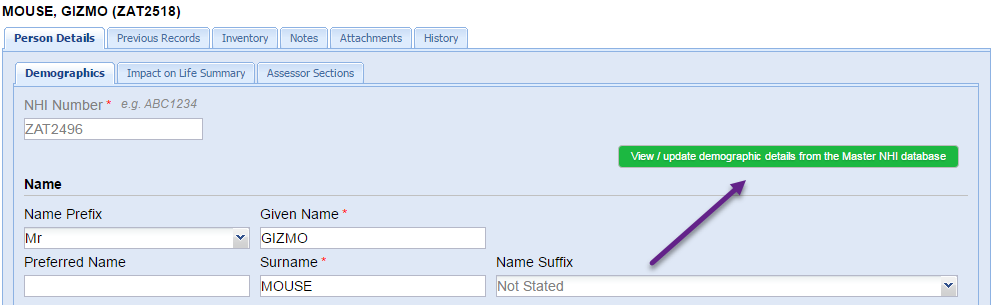 MOUSE, GIZMO (ZAT2518)
Person Details Previous Records Inventory Notes Attachments History
Demographics Impact on Life Summary Assessor Sections
NHI Number * e.g. ABC1234
ZAT2496
View / update demographic details from the Master NHI database
Name
Name Prefix Given Name *
Mr GIZMO
Preferred Name Surname * Name Suffix
MOUSE Not Stated